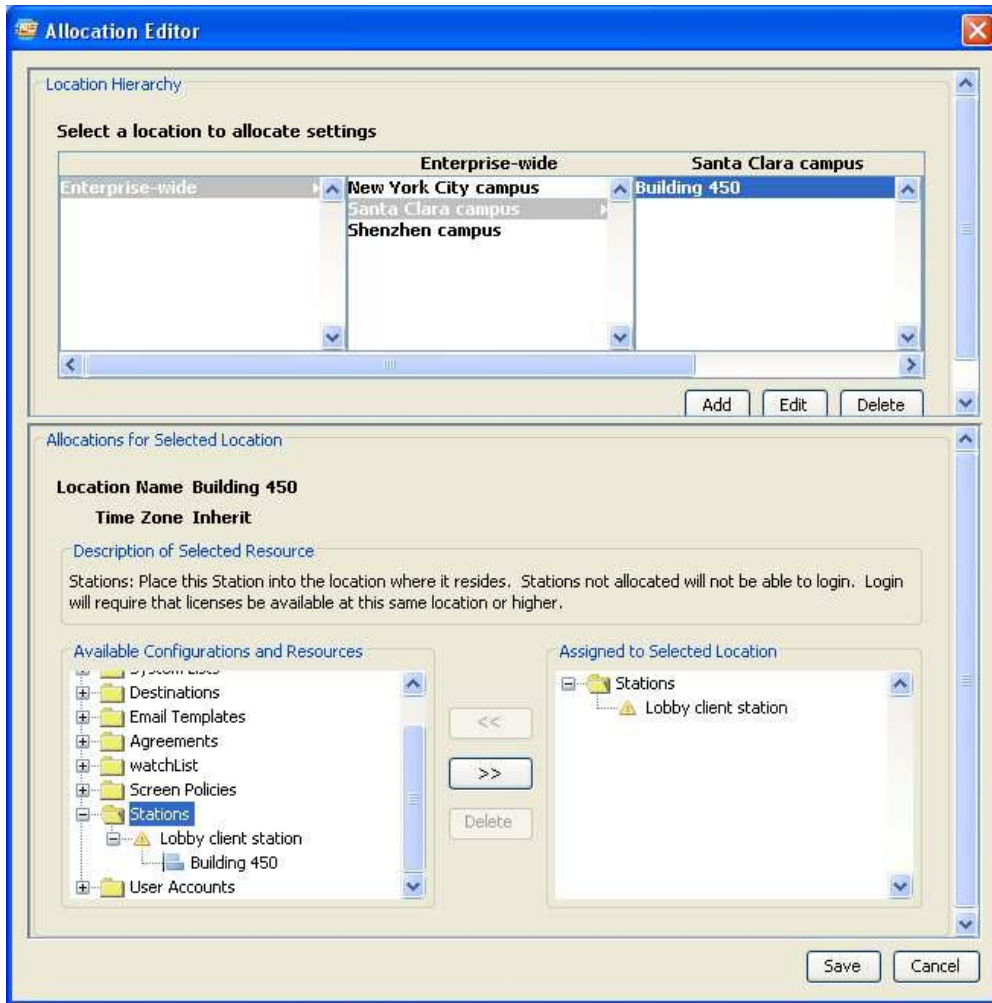 Allocation Editor
Location Hierarchy
Select a location to allocate settings
Enterprise-wide Santa Clara campus
Enterprise-wide New York City campus Building 450
Santa Clara campus
Shenzhen campus
Add Edit Delete
Allocations for Selected Location
Location Name Building 450
Time Zone Inherit
Description of Selected Resource
Stations: Place this Station into the location where it resides. Stations not allocated will not be able to login. Login
will require that licenses be available at this same location or higher.
Available Configurations and Resources
Destinations
Email Templates
Agreements
watchList
Screen Policies
Stations
Lobby client station
Building 450
User Accounts
<<
>>
Delete
Assigned to Selected Location
Stations
Lobby client station
Save Cancel